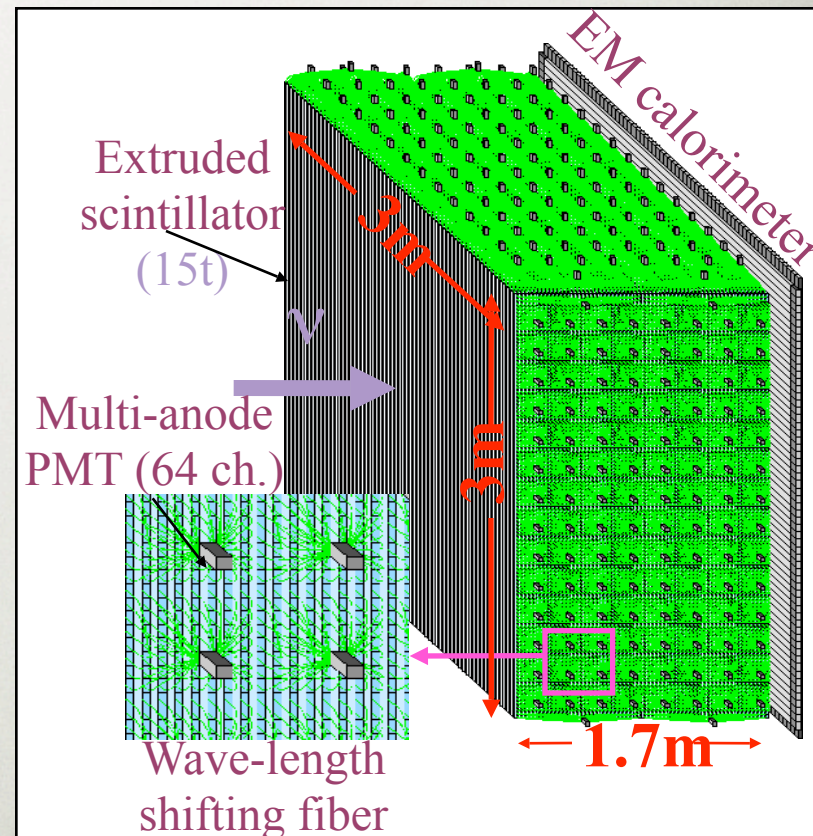 EM calorimeter
Extruded
scintillator
(15t)
3m
ν
Multi-anode
PMT (64 ch.)
3m
1.7m
Wave-length
shifting fiber